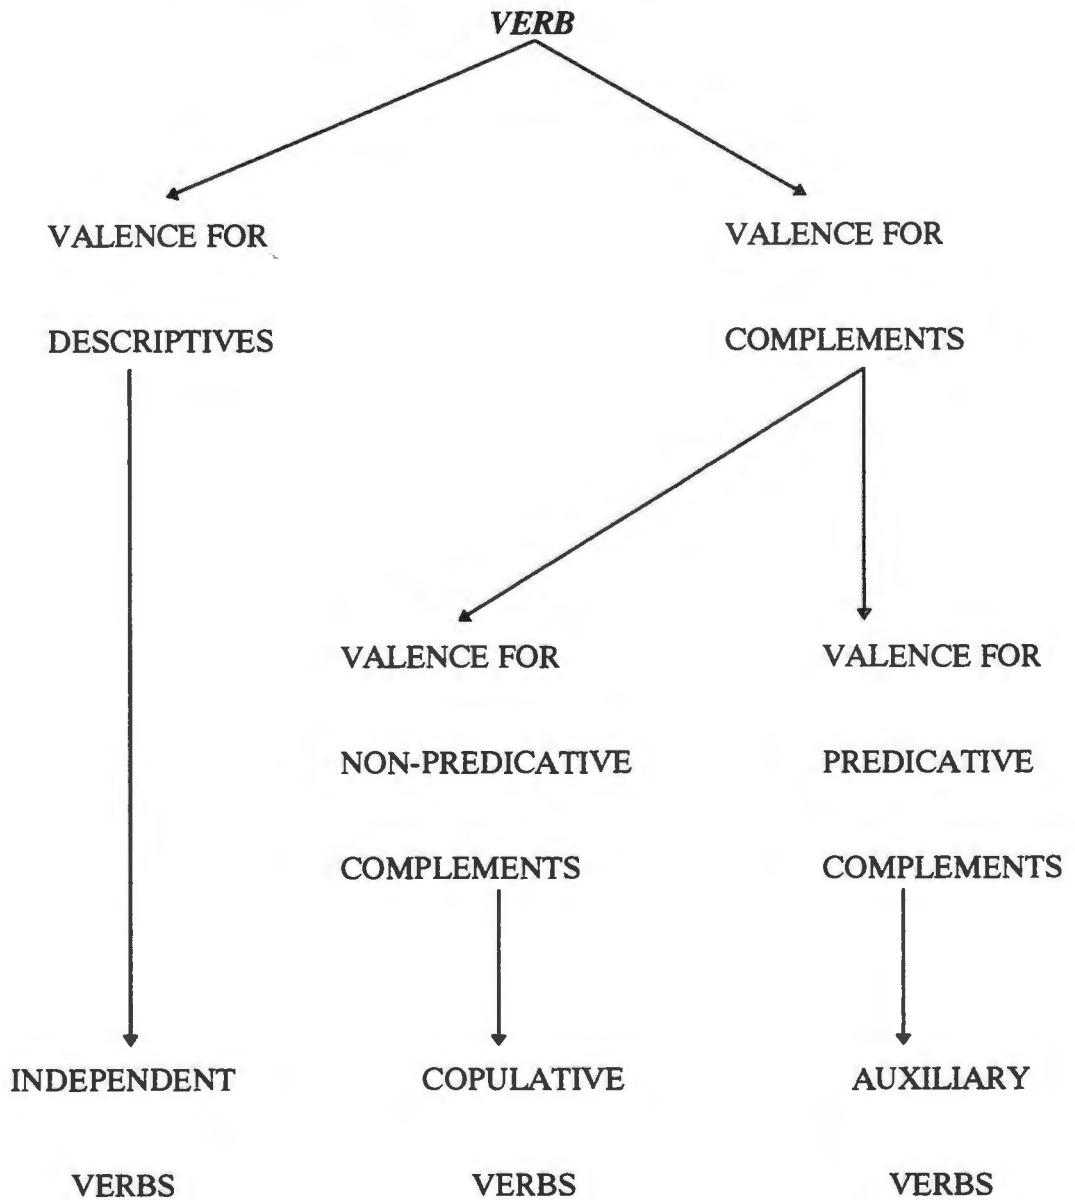 VERB
VALENCE FOR
DESCRIPTIVES
VALENCE FOR
COMPLEMENTS
VALENCE FOR
NON-PREDICATIVE
COMPLEMENTS
VALENCE FOR
PREDICATIVE
COMPLEMENTS
INDEPENDENT
VERBS
COPULATIVE
VERBS
AUXILIARY
VERBS